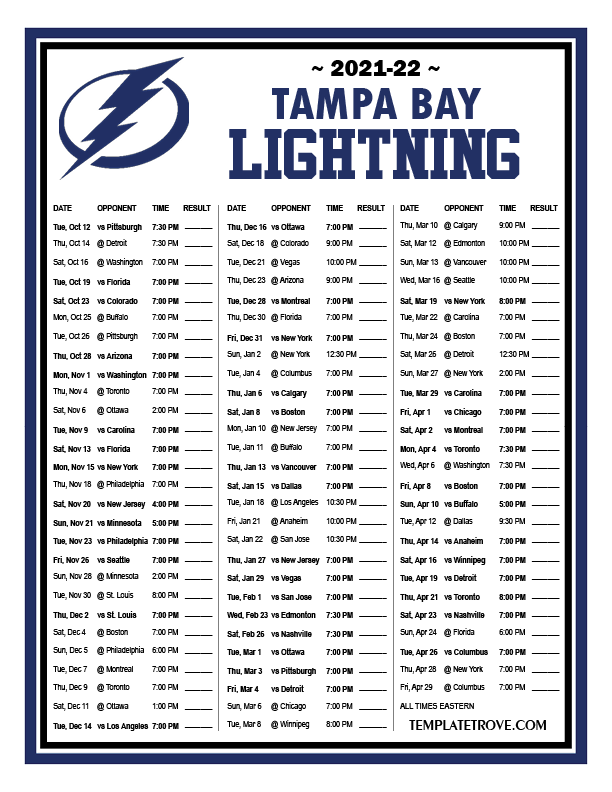 ~ 2021-22 ~
TAMPA BAY
LIGHTNING
DATE OPPONENT TIME RESULT
Tue, Oct 12 vs Pittsburgh 7:30 PM ______
Thu, Oct 14 @ Detroit 7:30 PM ______
Sat, Oct 16 @ Washington 7:00 PM ______
Tue, Oct 19 vs Florida 7:00 PM ______
Sat, Oct 23 vs Colorado 7:00 PM ______
Mon, Oct 25 @ Buffalo 7:00 PM ______
Tue, Oct 26 @ Pittsburgh 7:00 PM ______
Thu, Oct 28 vs Arizona 7:00 PM ______
Mon, Nov 1 vs Washington 7:00 PM ______
Thu, Nov 4 @ Toronto 7:00 PM ______
Sat, Nov 6 @ Ottawa 2:00 PM ______
Tue, Nov 9 vs Carolina 7:00 PM ______
Sat, Nov 13 vs Florida 7:00 PM ______
Mon, Nov 15 vs New York 7:00 PM ______
Thu, Nov 18 @ Philadelphia 7:00 PM ______
Sat, Nov 20 vs New Jersey 4:00 PM ______
Sun, Nov 21 vs Minnesota 5:00 PM ______
Tue, Nov 23 vs Philadelphia 7:00 PM ______
Fri, Nov 26 vs Seattle 7:00 PM ______
Sun, Nov 28 @ Minnesota 2:00 PM ______
Tue, Nov 30 @ St. Louis 8:00 PM ______
Thu, Dec 2 vs St. Louis 7:00 PM ______
Sat, Dec 4 @ Boston 7:00 PM ______
Sun, Dec 5 @ Philadelphia 6:00 PM ______
Tue, Dec 7 @ Montreal 7:00 PM ______
Thu, Dec 9 @ Toronto 7:00 PM ______
Sat, Dec 11 @ Ottawa 1:00 PM ______
Tue, Dec 14 vs Los Angeles 7:00 PM ______
DATE OPPONENT TIME RESULT
Thu, Dec 16 vs Ottawa 7:00 PM ______
Sat, Dec 18 @ Colorado 9:00 PM ______
Tue, Dec 21 @ Vegas 10:00 PM ______
Thu, Dec 23 @ Arizona 9:00 PM ______
Tue, Dec 28 vs Montreal 7:00 PM ______
Thu, Dec 30 @ Florida 7:00 PM ______
Fri, Dec 31 vs New York 7:00 PM ______
Sun, Jan 2 @ New York 12:30 PM ______
Tue, Jan 4 @ Columbus 7:00 PM ______
Thu, Jan 6 vs Calgary 7:00 PM ______
Sat, Jan 8 vs Boston 7:00 PM ______
Mon, Jan 10 @ New Jersey 7:00 PM ______
Tue, Jan 11 @ Buffalo 7:00 PM ______
Thu, Jan 13 vs Vancouver 7:00 PM ______
Sat, Jan 15 vs Dallas 7:00 PM ______
Tue, Jan 18 @ Los Angeles 10:30 PM ______
Fri, Jan 21 @ Anaheim 10:00 PM ______
Sat, Jan 22 @ San Jose 10:30 PM ______
Thu, Jan 27 vs New Jersey 7:00 PM ______
Sat, Jan 29 vs Vegas 7:00 PM ______
Tue, Feb 1 vs San Jose 7:00 PM ______
Wed, Feb 23 vs Edmonton 7:30 PM ______
Sat, Feb 26 vs Nashville 7:30 PM ______
Tue, Mar 1 vs Ottawa 7:00 PM ______
Thu, Mar 3 vs Pittsburgh 7:00 PM ______
Fri, Mar 4 vs Detroit 7:00 PM ______
Sun, Mar 6 @ Chicago 7:00 PM ______
Tue, Mar 8 @ Winnipeg 8:00 PM ______
DATE OPPONENT TIME RESULT
Thu, Mar 10 @ Calgary 9:00 PM ______
Sat, Mar 12 @ Edmonton 10:00 PM ______
Sun, Mar 13 @ Vancouver 10:00 PM ______
Wed, Mar 16 @ Seattle 10:00 PM ______
Sat, Mar 19 vs New York 8:00 PM ______
Tue, Mar 22 @ Carolina 7:00 PM ______
Thu, Mar 24 @ Boston 7:00 PM ______
Sat, Mar 26 @ Detroit 12:30 PM ______
Sun, Mar 27 @ New York 2:00 PM ______
Tue, Mar 29 vs Carolina 7:00 PM ______
Fri, Apr 1 vs Chicago 7:00 PM ______
Sat, Apr 2 vs Montreal 7:00 PM ______
Mon, Apr 4 vs Toronto 7:30 PM ______
Wed, Apr 6 @ Washington 7:30 PM ______
Fri, Apr 8 vs Boston 7:00 PM ______
Sun, Apr 10 vs Buffalo 5:00 PM ______
Tue, Apr 12 @ Dallas 9:30 PM ______
Thu, Apr 14 vs Anaheim 7:00 PM ______
Sat, Apr 16 vs Winnipeg 7:00 PM ______
Tue, Apr 19 vs Detroit 7:00 PM ______
Thu, Apr 21 vs Toronto 8:00 PM ______
Sat, Apr 23 vs Nashville 7:00 PM ______
Sun, Apr 24 @ Florida 6:00 PM ______
Tue, Apr 26 vs Columbus 7:00 PM ______
Thu, Apr 28 @ New York 7:00 PM ______
Fri, Apr 29 @ Columbus 7:00 PM ______
ALL TIMES EASTERN
TEMPLATETROVE.COM